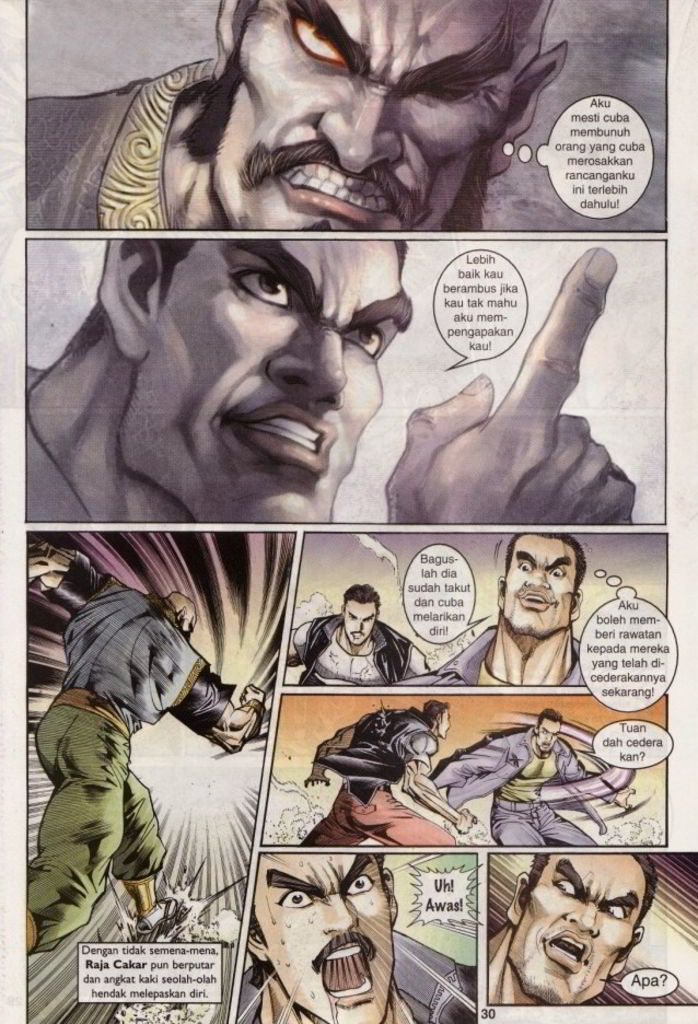 Aku
mesti cuba
membunuh
orang yang
merosakkan
rancanganku
ini terlebih
dahulu!
Lebih
baik kau
berambus jika
kau tak mahu
aku mem-
pengapakan
kau!
Bagus-
lah dia
sudah takut
dan cuba
melarikan
diri!
Aku
boleh mem-
beri rawatan
kepada mereka
yang telah di-
cederakannya
sekarang!
Tuan
dah cedera
kan?
Dengan tidak semena-mena,
Raja Cakar pun berputar
dan angkat kaki seolah-olah
hendak melepaskan diri.
Uh!
Awas!
Apa?
30